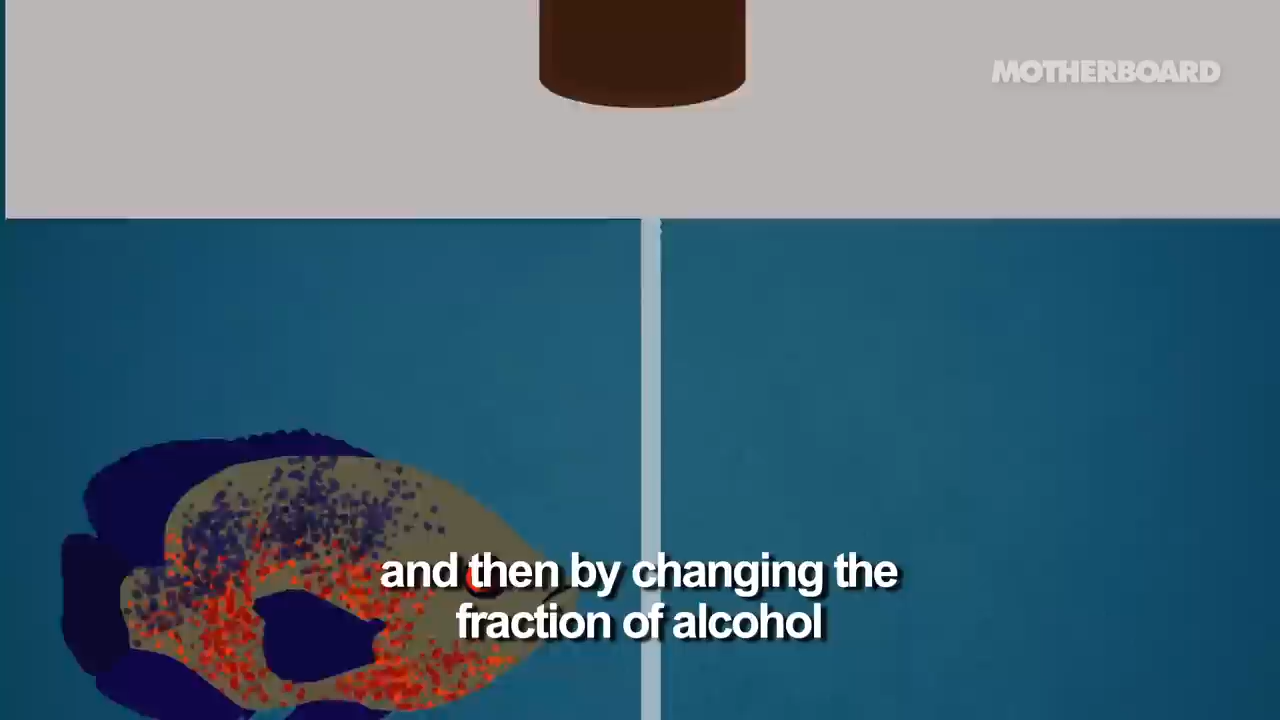 MOTHERBOARD
and then by changing the
fraction of alcohol